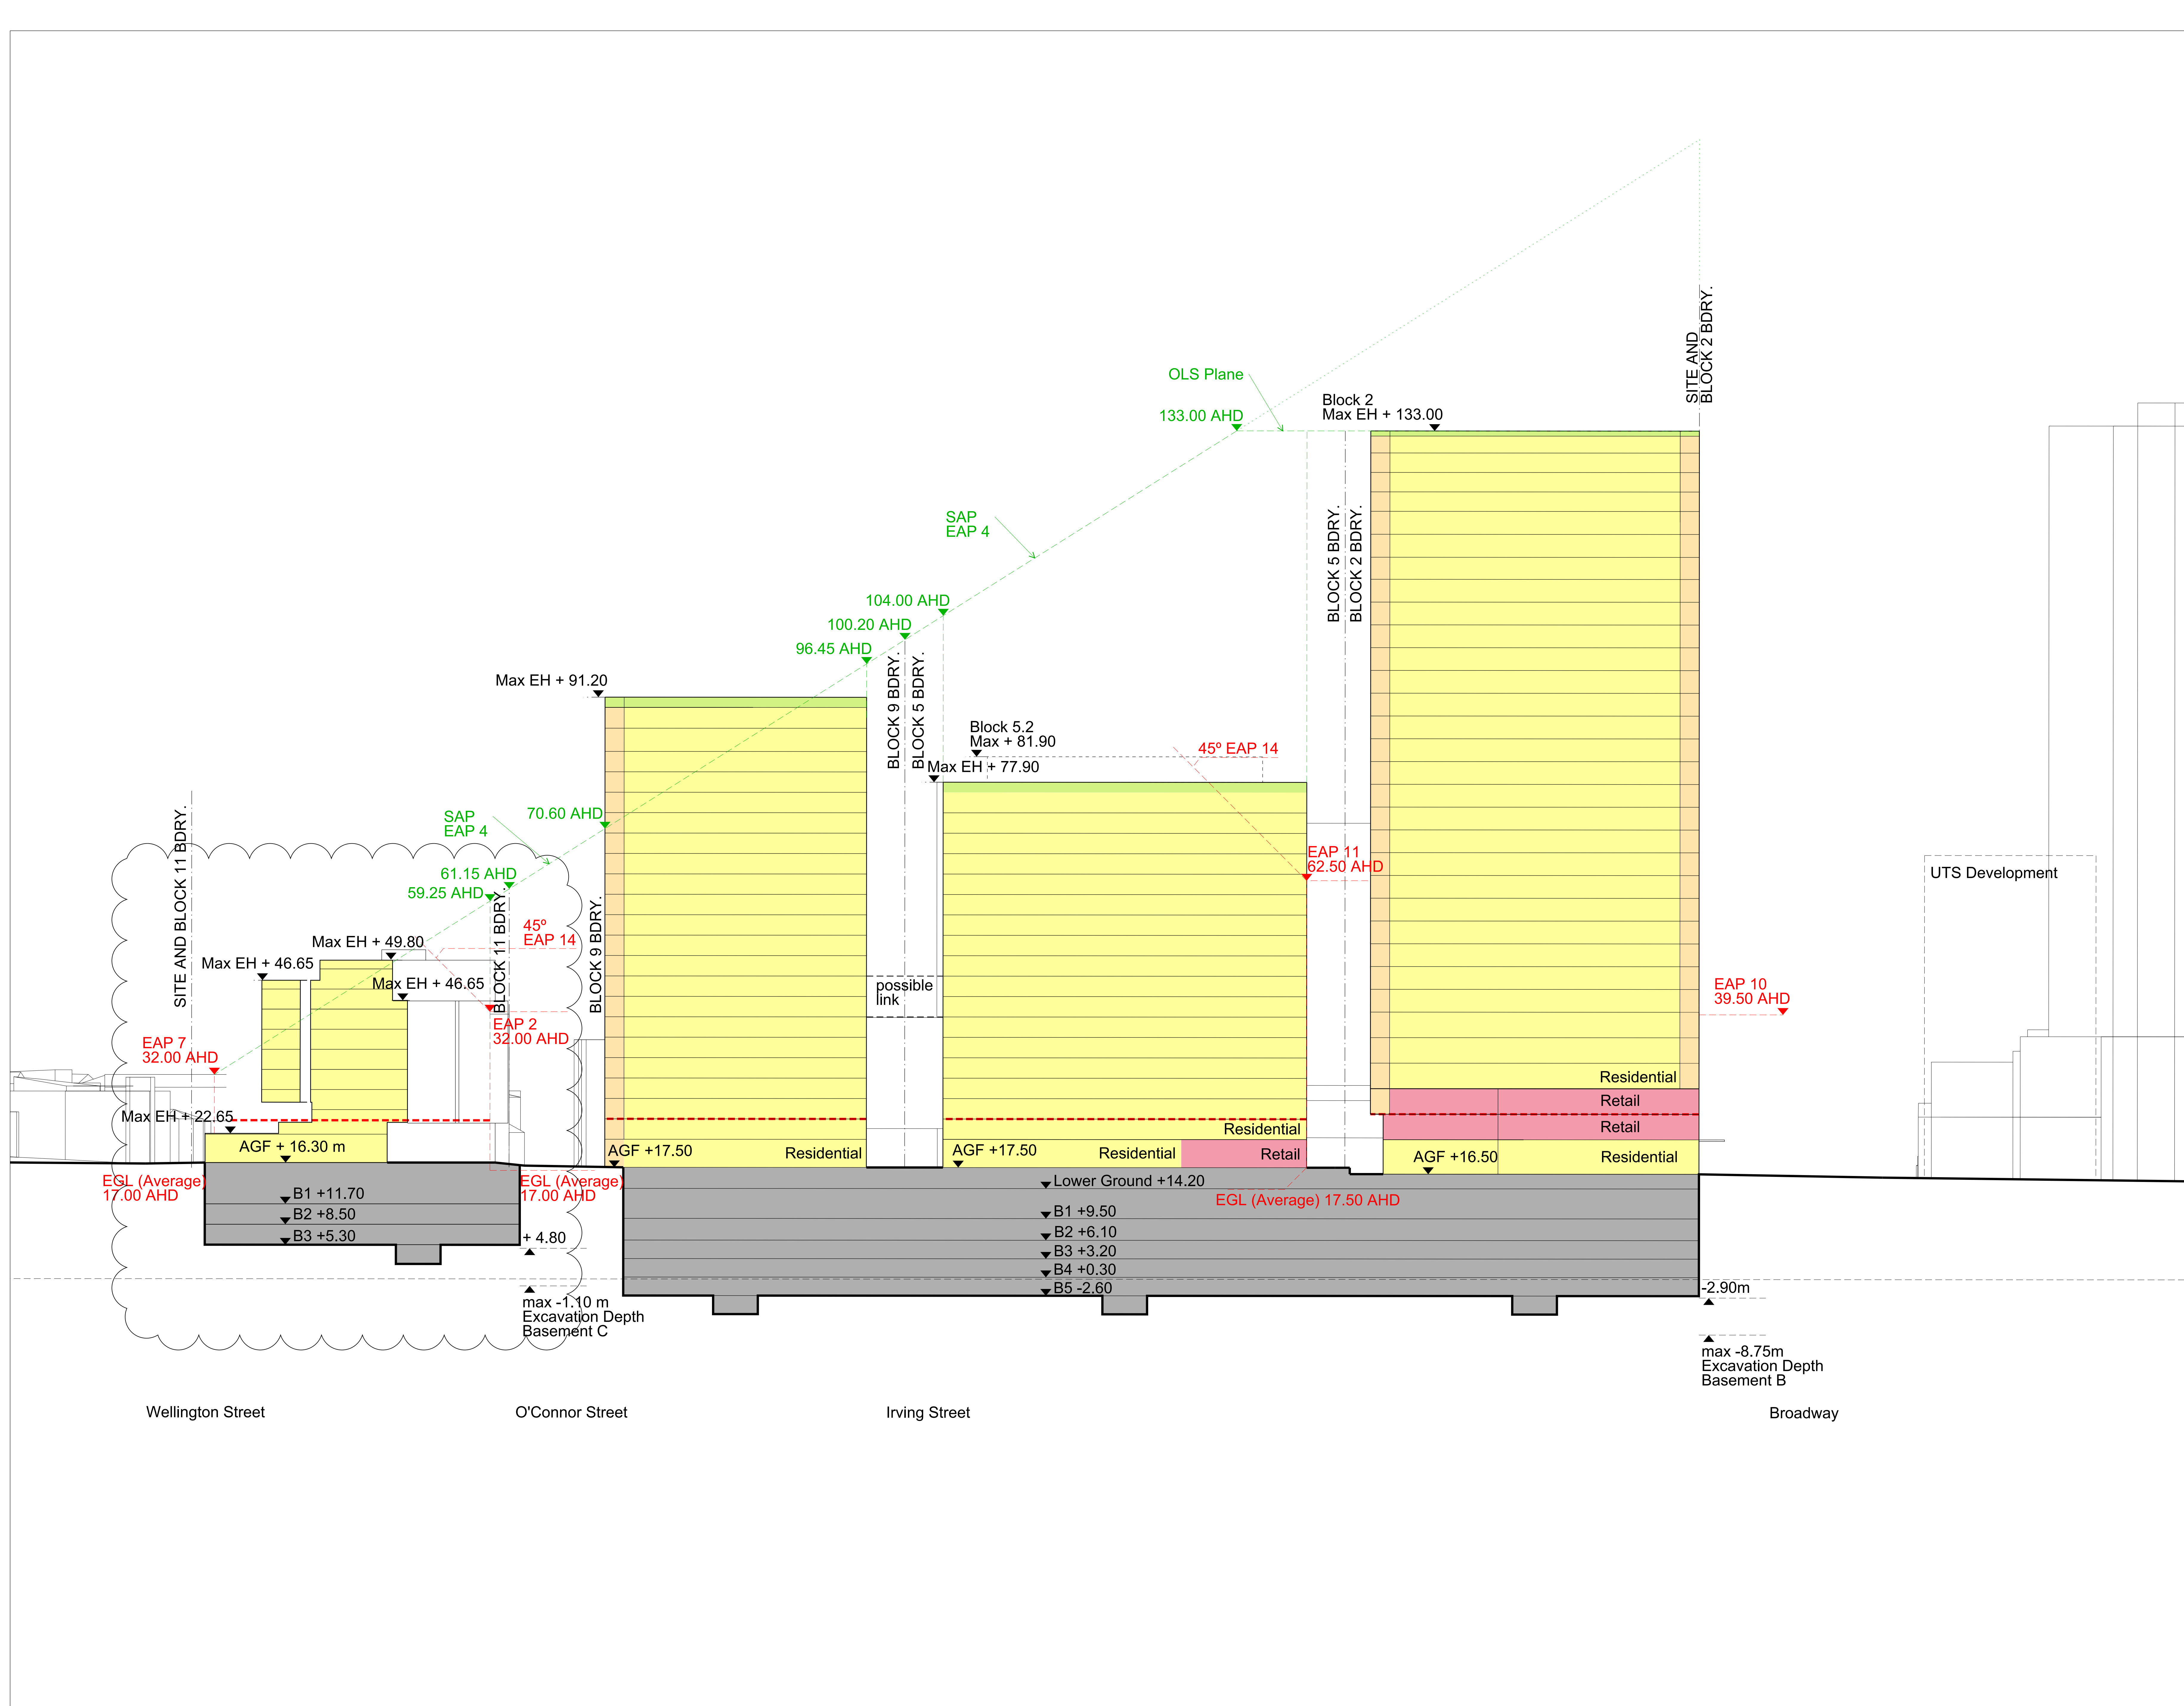 SITE AND
BLOCK 2 BDRY.
OLS Plane
133.00 AHD
Block 2
Max EH + 133.00
SAP
EAP 4
BLOCK 5 BDRY.
BLOCK 2 BDRY.
104.00 AHD
100.20 AHD
96.45 AHD
BLOCK 9 BDRY.
BLOCK 5 BDRY.
Max EH + 91.20
Block 5.2
Max + 81.90
45º EAP 14
Max EH + 77.90
70.60 AHD
SAP
EAP 4
SITE AND BLOCK 11 BDRY.
EAP 11
62.50 AHD
61.15 AHD
59.25 AHD
UTS Development
BLOCK 11 BDRY.
BLOCK 9 BDRY.
45º
EAP 14
Max EH + 49.80
Max EH + 46.65
Max EH + 46.65
possible
link
EAP 10
39.50 AHD
EAP 2
32.00 AHD
EAP 7
32.00 AHD
Residential
Retail
Max EH + 22.65
Retail
Residential
AGF + 16.30 m
AGF +17.50
Residential
AGF +17.50
Residential
Retail
AGF +16.50
Residential
EGL (Average)
17.00 AHD
EGL (Average)
17.00 AHD
Lower Ground +14.20
EGL (Average) 17.50 AHD
B1 +11.70
B2 +8.50
B3 +5.30
B1 +9.50
B2 +6.10
B3 +3.20
B4 +0.30
B5 -2.60
+ 4.80
-2.90m
max -1.10 m
Excavation Depth
Basement C
max -8.75m
Excavation Depth
Basement B
Wellington Street
O'Connor Street
Irving Street
Broadway